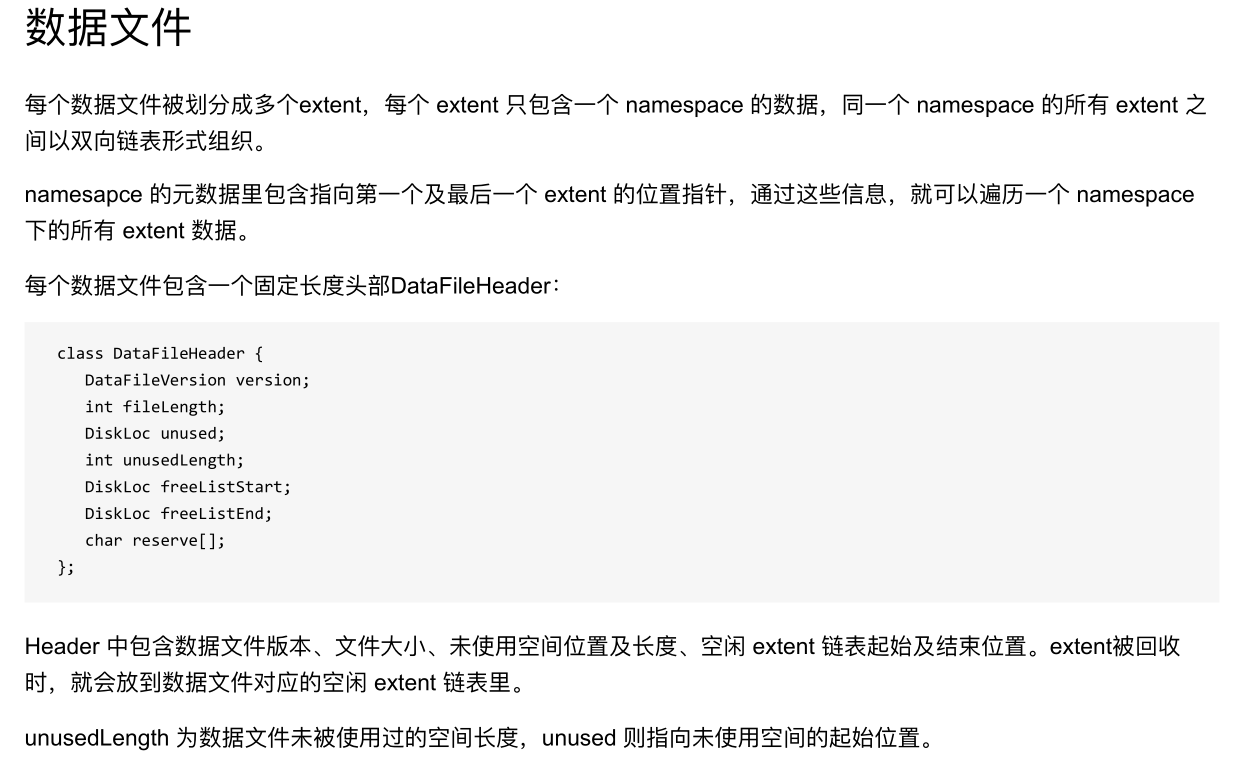 数据文件
每个数据文件被划分成多个extent，每个 extent 只包含一个 namespace 的数据，同一个 namespace 的所有 extent 之
间以双向链表形式组织。
namesapce 的元数据里包含指向第一个及最后一个 extent 的位置指针，通过这些信息，就可以遍历一个 namespace
下的所有 extent 数据。
每个数据文件包含一个固定长度头部DataFileHeader：
class DataFileHeader {
   DataFileVersion version;
   int fileLength;
   DiskLoc unused;
   int unusedLength;
   DiskLoc freeListStart;
   DiskLoc freeListEnd;
   char reserve[];
};
Header 中包含数据文件版本、文件大小、未使用空间位置及长度、空闲 extent 链表起始及结束位置。extent被回收
时，就会放到数据文件对应的空闲 extent 链表里。
unusedLength 为数据文件未被使用过的空间长度，unused 则指向未使用空间的起始位置。